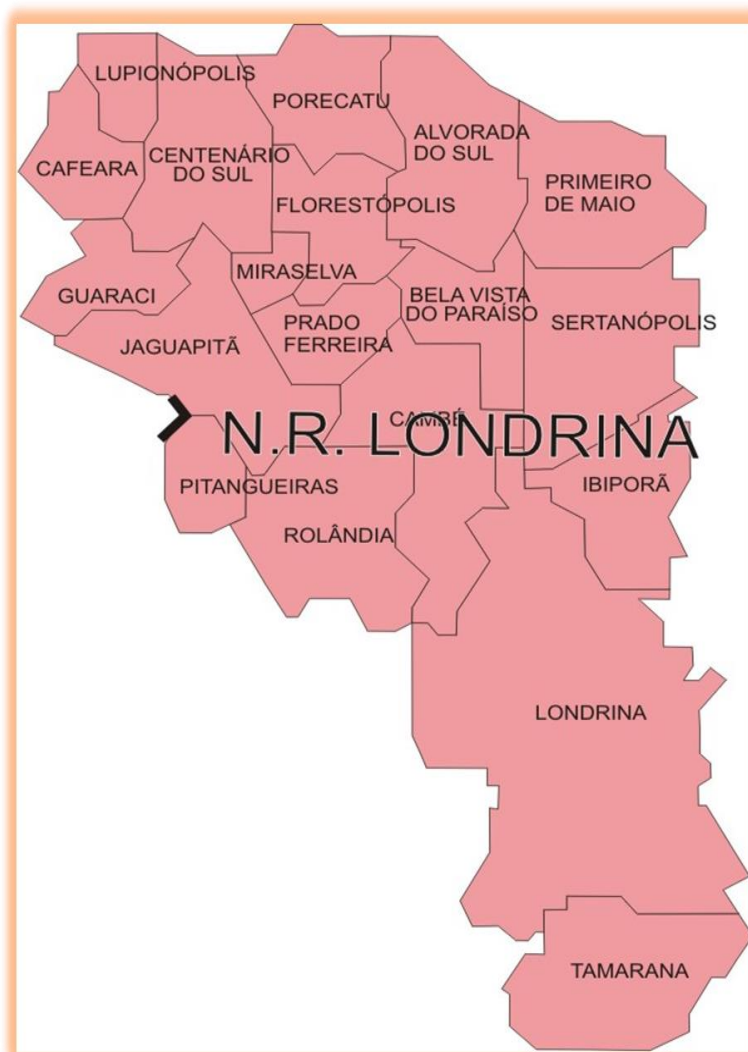 LUPIONÓPOLIS
PORECATU
ALVORADA
DO SUL
CAFEARA
CENTENÁRIO
DO SUL
PRIMEIRO
DE MAIO
FLORESTÓPOLIS
MIRASELVA
GUARACI
BELA VISTA
DO PARAÍSO
PRADO
FERREIRA
SERTANÓPOLIS
JAGUAPITÃ
CAMBÉ
N.R. LONDRINA
PITANGUEIRAS
IBIPORÃ
ROLÂNDIA
LONDRINA
TAMARANA